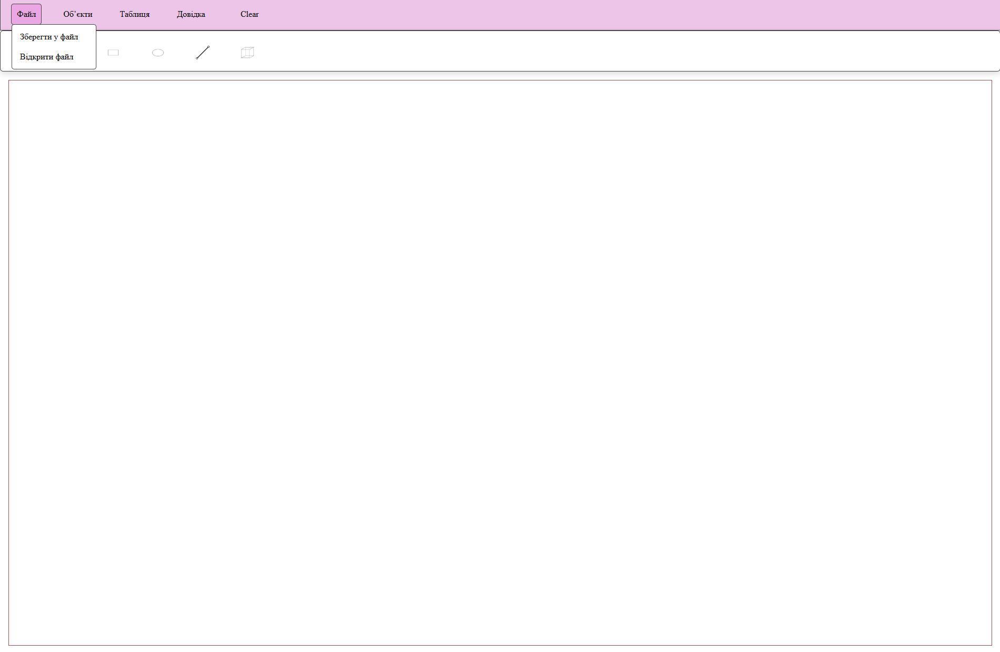 Файл Об’єкти Таблиця Довідка Clear
Зберегти у файл
Відкрити файл